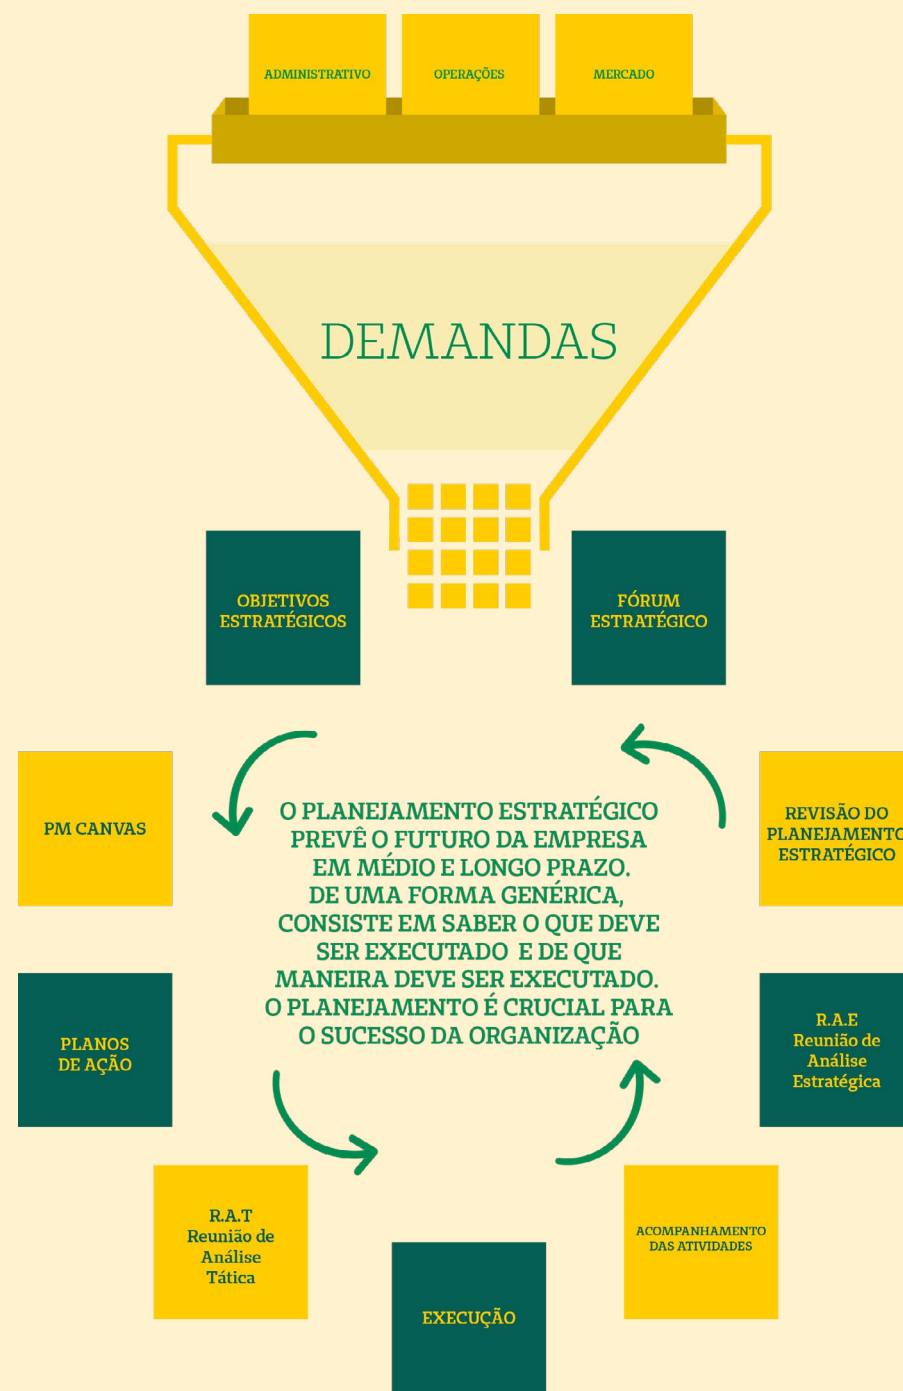 ADMINISTRATIVO
OPERAÇÕES
MERCADO
DEMANDAS
OBJETIVOS
ESTRATÉGICOS
FÓRUM
ESTRATÉGICO
PM CANVAS
O PLANEJAMENTO ESTRATÉGICO
PREVÊ O FUTURO DA EMPRESA
EM MÉDIO E LONGO PRAZO.
DE UMA FORMA GENÉRICA,
CONSISTE EM SABER O QUE DEVE
SER EXECUTADO E DE QUE
MANEIRA DEVE SER EXECUTADO.
O PLANEJAMENTO É CRUCIAL PARA
O SUCESSO DA ORGANIZAÇÃO
REVISÃO DO
PLANEJAMENTO
ESTRATÉGICO
PLANOS
DE AÇÃO
R.A.E
Reunião de
Análise
Estratégica
R.A.T
Reunião de
Análise
Tática
EXECUÇÃO
ACOMPANHAMENTO
DAS ATIVIDADES